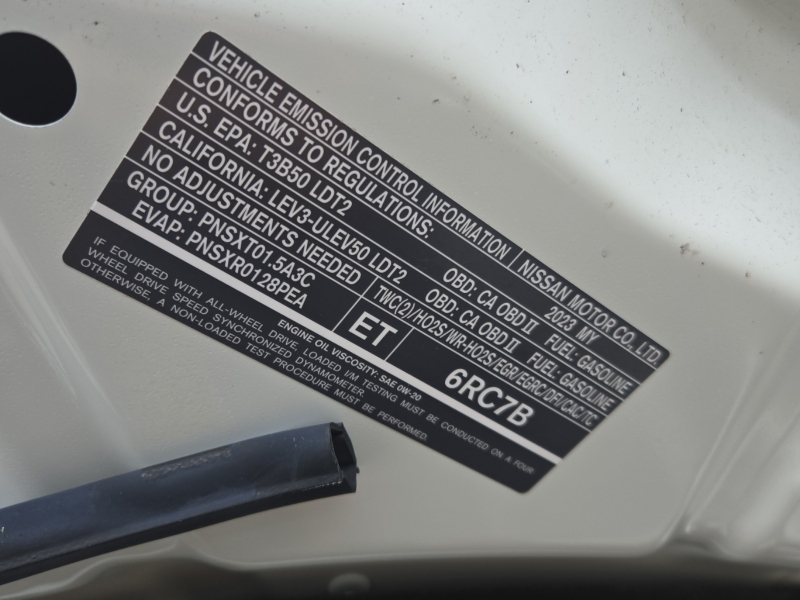 VEHICLE EMISSION CONTROL INFORMATION NISSAN MOTOR CO., LTD
CONFORMS TO REGULATIONS: 2023 MY
U.S. EPA: T3B50 LDT2 OBD: CA OBD II FUEL: GASOLINE
CALIFORNIA: LEV3-ULEV50 LDT2 OBD: CA OBD II FUEL: GASOLINE
NO ADJUSTMENTS NEEDED TWC(2)/HO2S/WR-HO2S/EGR/EGRC/DFI/CAC/TC
GROUP: PNSXT01.5A3C
EVAP: PNSXR0128PEA
ET
6RC7B
ENGINE OIL VISCOSITY: SAE 0W-20
IF EQUIPPED WITH ALL-WHEEL DRIVE, LOADED I/M TESTING MUST BE CONDUCTED ON A FOUR
WHEEL DRIVE SPEED SYNCHRONIZED DYNAMOMETER.
OTHERWISE, A NON-LOADED TEST PROCEDURE MUST BE PERFORMED.